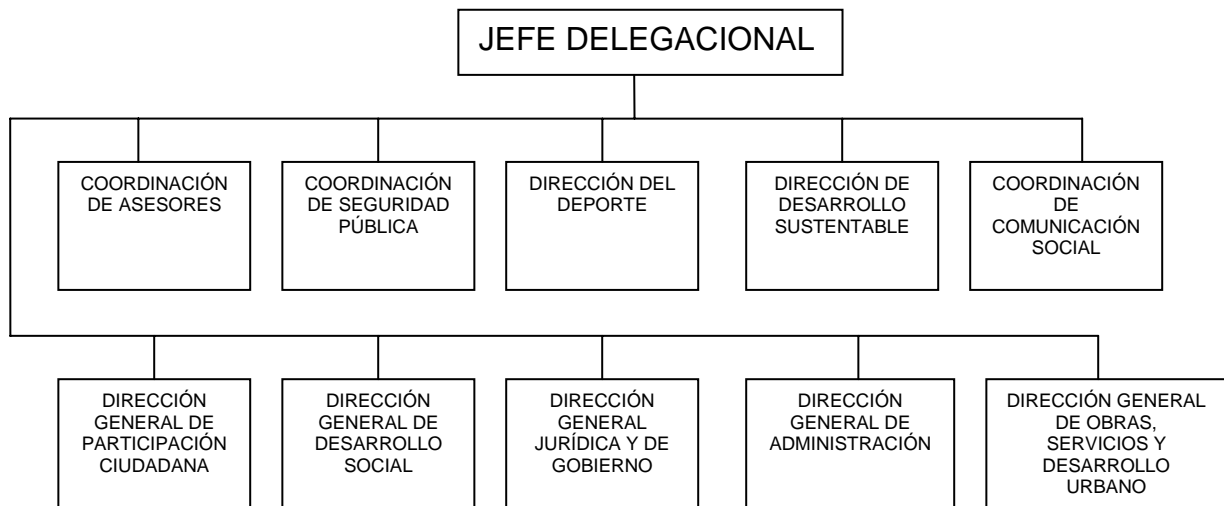 JEFE DELEGACIONAL
COORDINACIÓN
DE ASESORES
COORDINACIÓN
DE SEGURIDAD
PÚBLICA
DIRECCIÓN DEL
DEPORTE
DIRECCIÓN DE
DESARROLLO
SUSTENTABLE
COORDINACIÓN
DE
COMUNICACIÓN
SOCIAL
DIRECCIÓN
GENERAL DE
PARTICIPACIÓN
CIUDADANA
DIRECCIÓN
GENERAL DE
DESARROLLO
SOCIAL
DIRECCIÓN
GENERAL
JURÍDICA Y DE
GOBIERNO
DIRECCIÓN
GENERAL DE
ADMINISTRACIÓN
DIRECCIÓN GENERAL
DE OBRAS,
SERVICIOS Y
DESARROLLO
URBANO